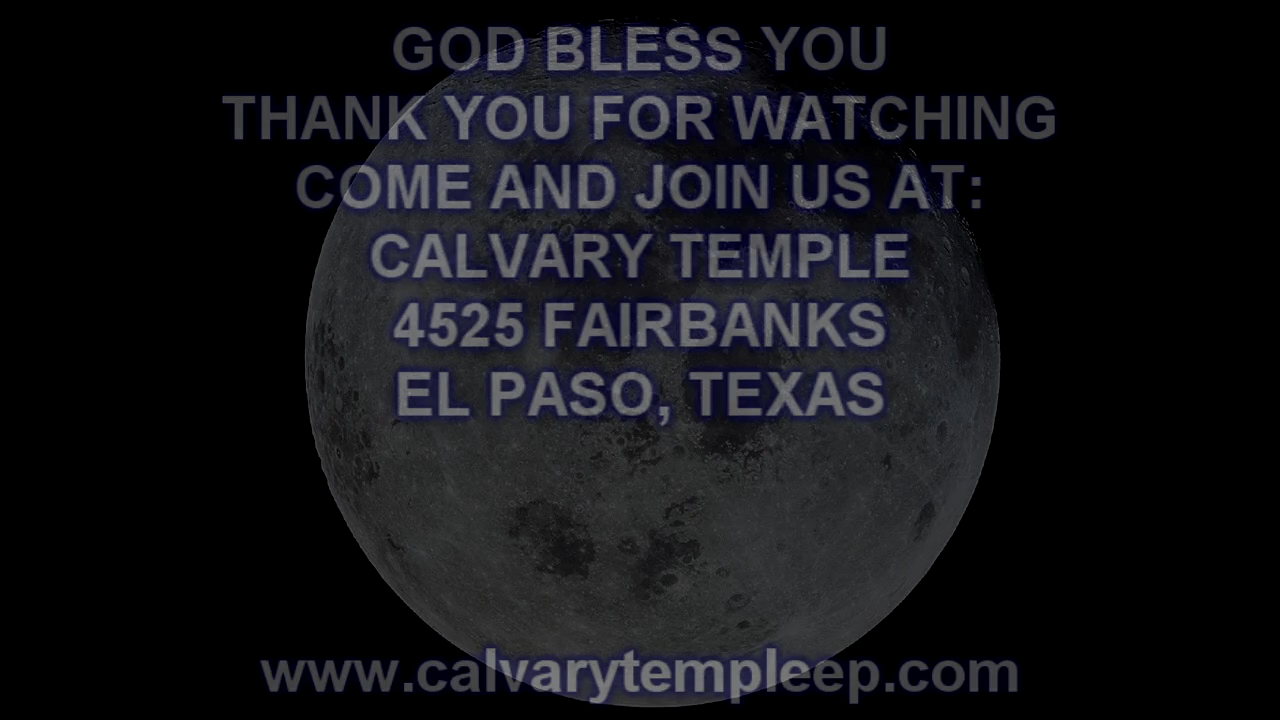 GOD BLESS YOU
THANK YOU FOR WATCHING
COME AND JOIN US AT:
CALVARY TEMPLE
4525 FAIRBANKS
EL PASO, TEXAS
www.calvarytempleep.com